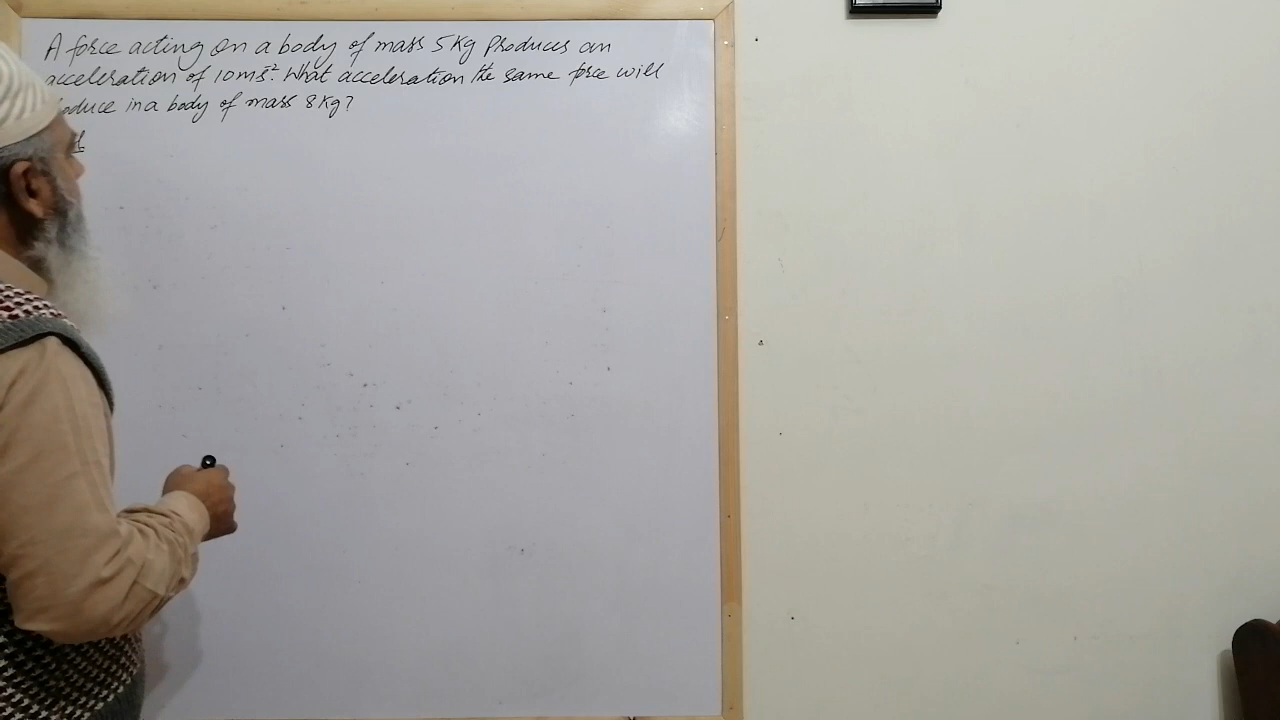 A force acting on a body of mass 5kg Produces an
acceleration of 10ms⁻². What acceleration the same force will
produce in a body of mass 8kg?